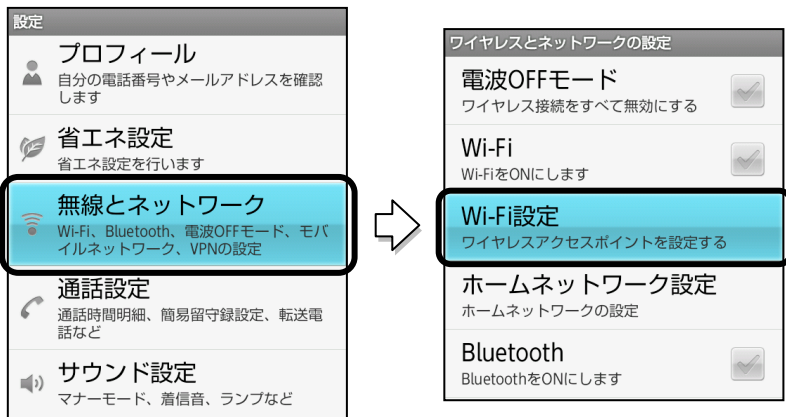 設定
プロフィール
自分の電話番号やメールアドレスを確認
します
省エネ設定
省エネ設定を行います
無線とネットワーク
Wi-Fi、Bluetooth、電波OFFモード、モバ
イルネットワーク、VPNの設定
通話設定
通話時間明細、簡易留守録設定、転送電
話など
サウンド設定
マナーモード、着信音、ランプなど
ワイヤレスとネットワークの設定
電波OFFモード
ワイヤレス接続をすべて無効にする
Wi-Fi
Wi-FiをONにします
Wi-Fi設定
ワイヤレスアクセスポイントを設定する
ホームネットワーク設定
ホームネットワークの設定
Bluetooth
BluetoothをONにします